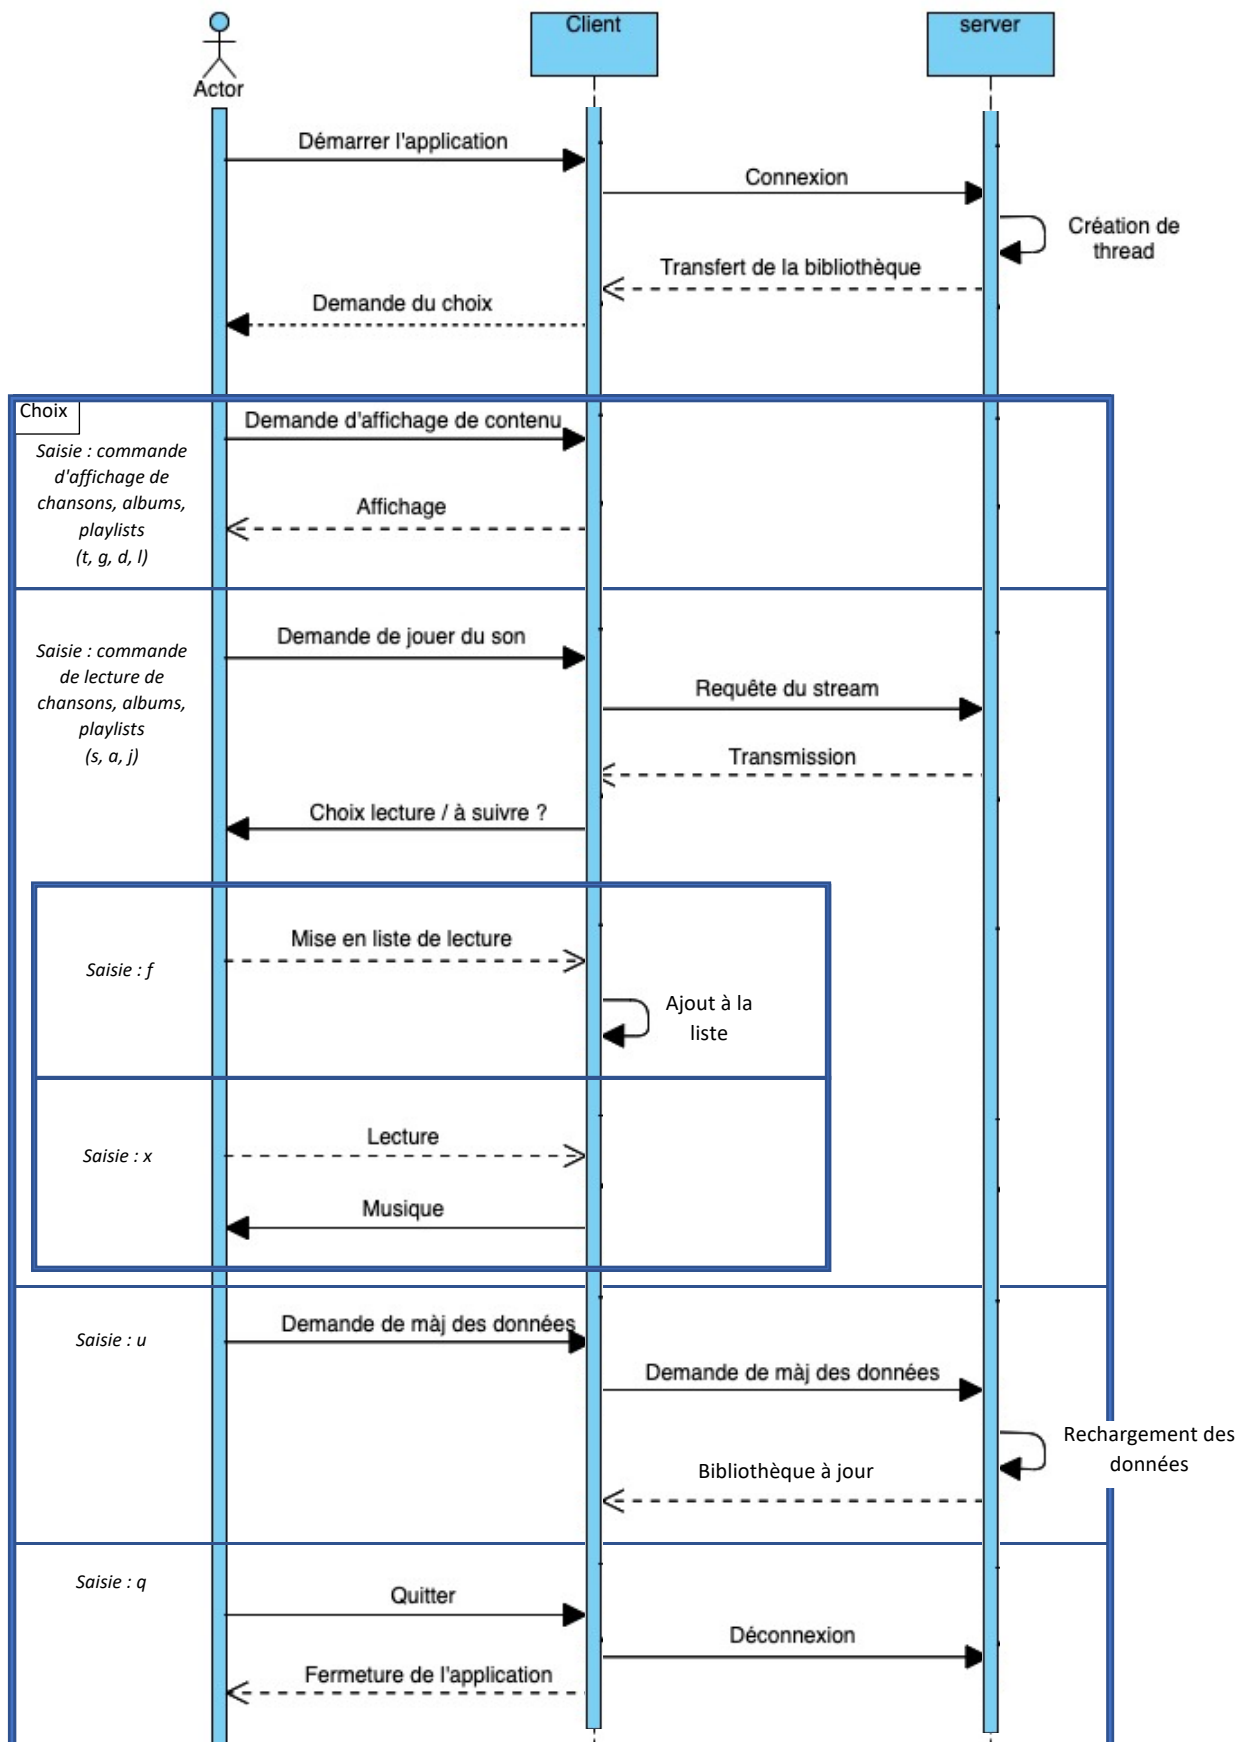 Client
server
Actor
Démarrer l'application
Connexion
Création de
thread
Transfert de la bibliothèque
Demande du choix
Choix
Demande d'affichage de contenu
Saisie : commande
d'affichage de
chansons, albums,
playlists
(t, g, d, l)
Affichage
Saisie : commande
de lecture de
chansons, albums,
playlists
(s, a, j)
Demande de jouer du son
Requête du stream
Transmission
Choix lecture / à suivre ?
Mise en liste de lecture
Saisie : f
Ajout à la
liste
Lecture
Saisie : x
Musique
Demande de màj des données
Saisie : u
Demande de màj des données
Rechargement des
données
Bibliothèque à jour
Saisie : q
Quitter
Déconnexion
Fermeture de l'application